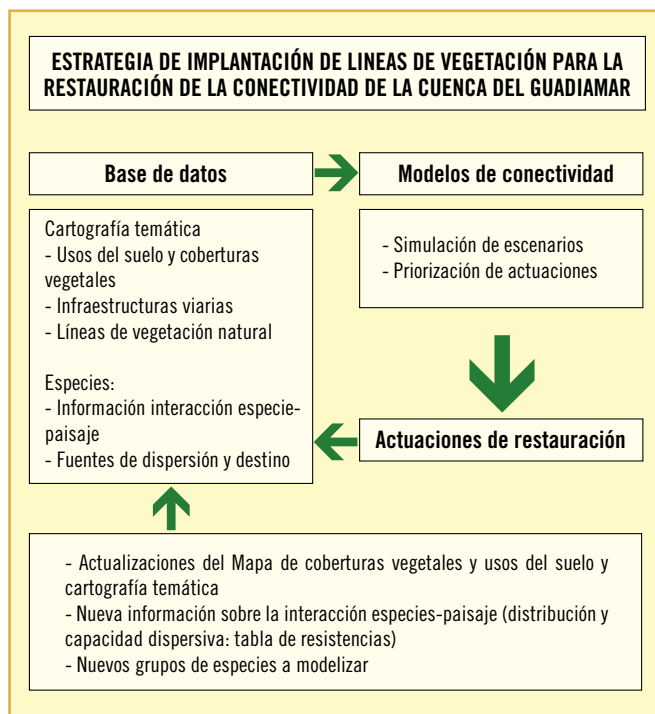 ESTRATEGIA DE IMPLANTACIÓN DE LINEAS DE VEGETACIÓN PARA LA
RESTAURACIÓN DE LA CONECTIVIDAD DE LA CUENCA DEL GUADIAMAR
Base de datos
Modelos de conectividad
Cartografía temática
- Usos del suelo y coberturas
vegetales
- Infraestructuras viarias
- Líneas de vegetación natural
Especies:
- Información interacción especie-
paisaje
- Fuentes de dispersión y destino
- Simulación de escenarios
- Priorización de actuaciones
Actuaciones de restauración
- Actualizaciones del Mapa de coberturas vegetales y usos del suelo y
cartografía temática
- Nueva información sobre la interacción especies-paisaje (distribución y
capacidad dispersiva: tabla de resistencias)
- Nuevos grupos de especies a modelizar